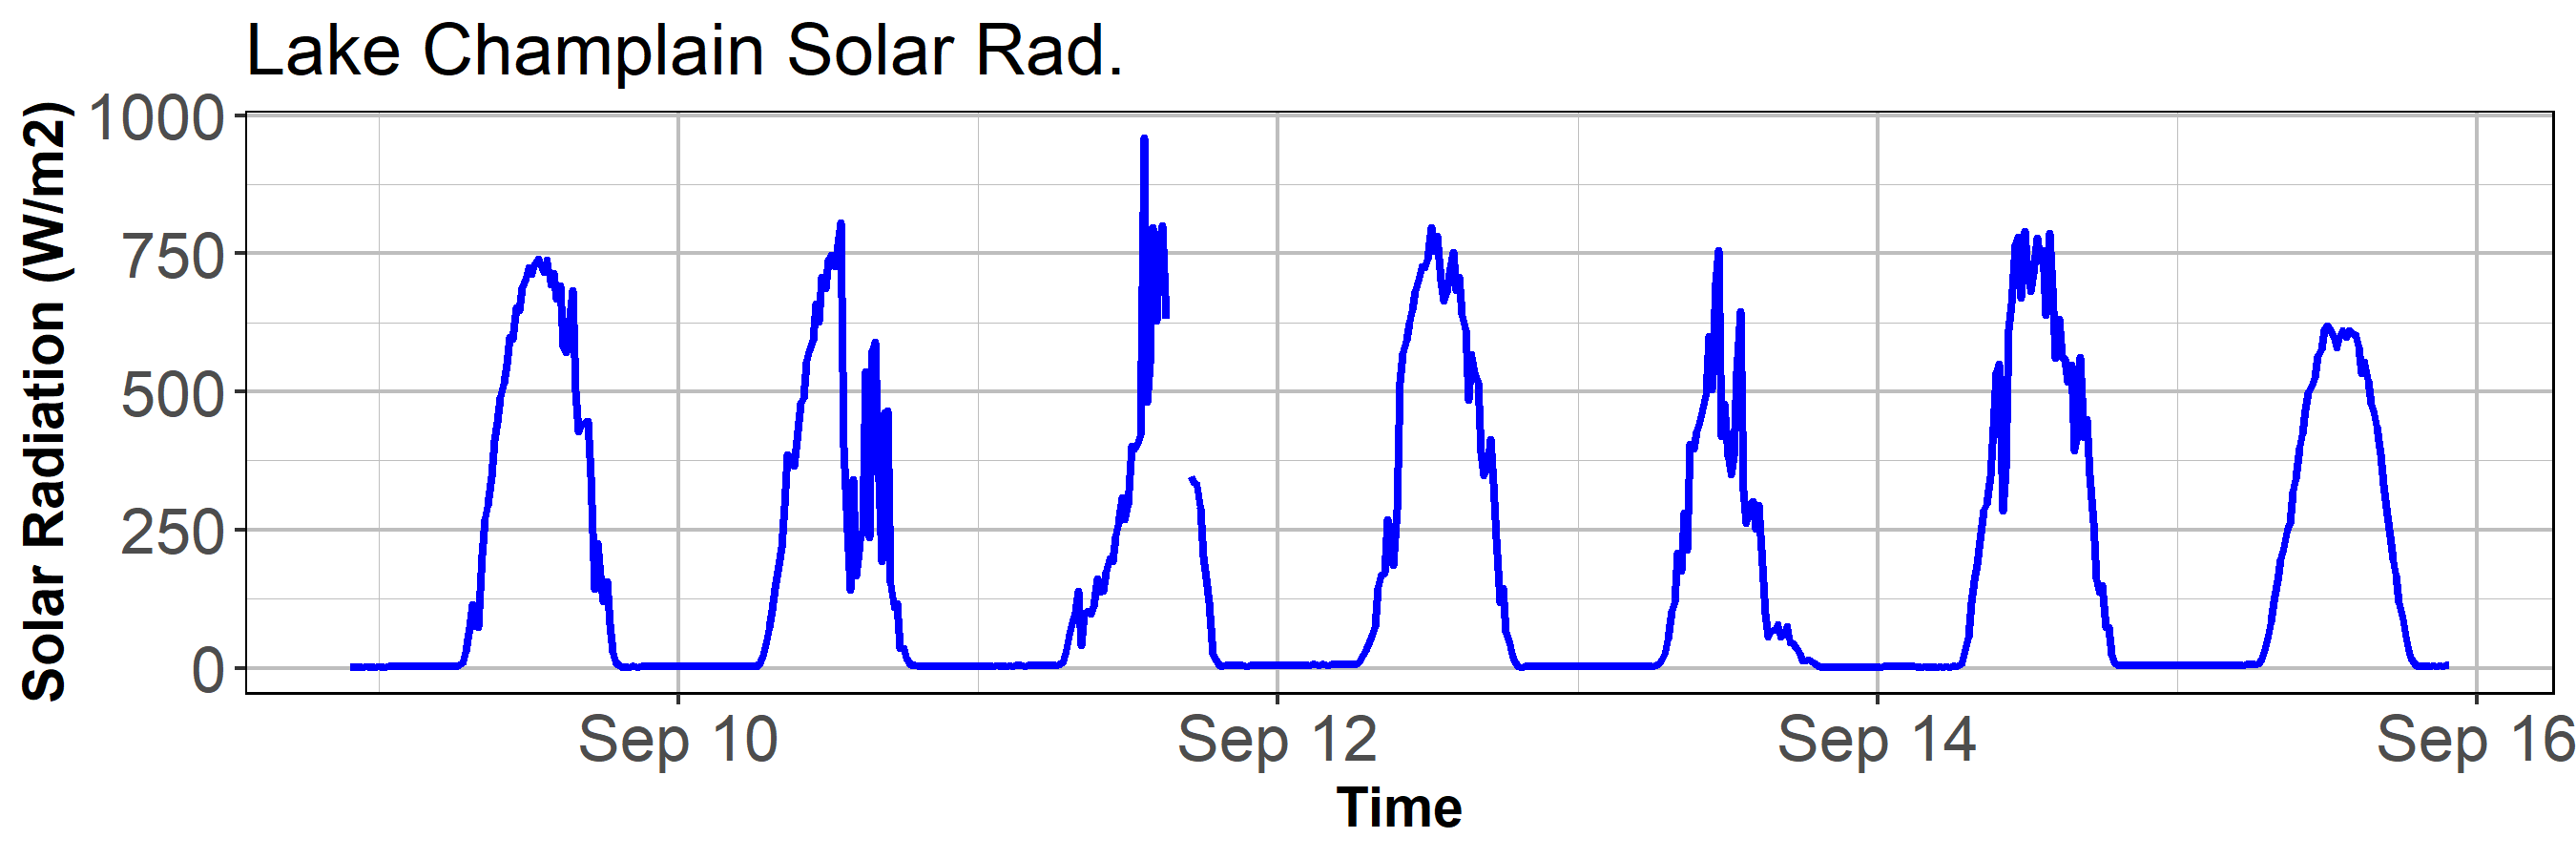 Lake Champlain Solar Rad.
Solar Radiation (W/m2)
1000
750
500
250
0
Sep 10
Sep 12
Sep 14
Sep 16
Time